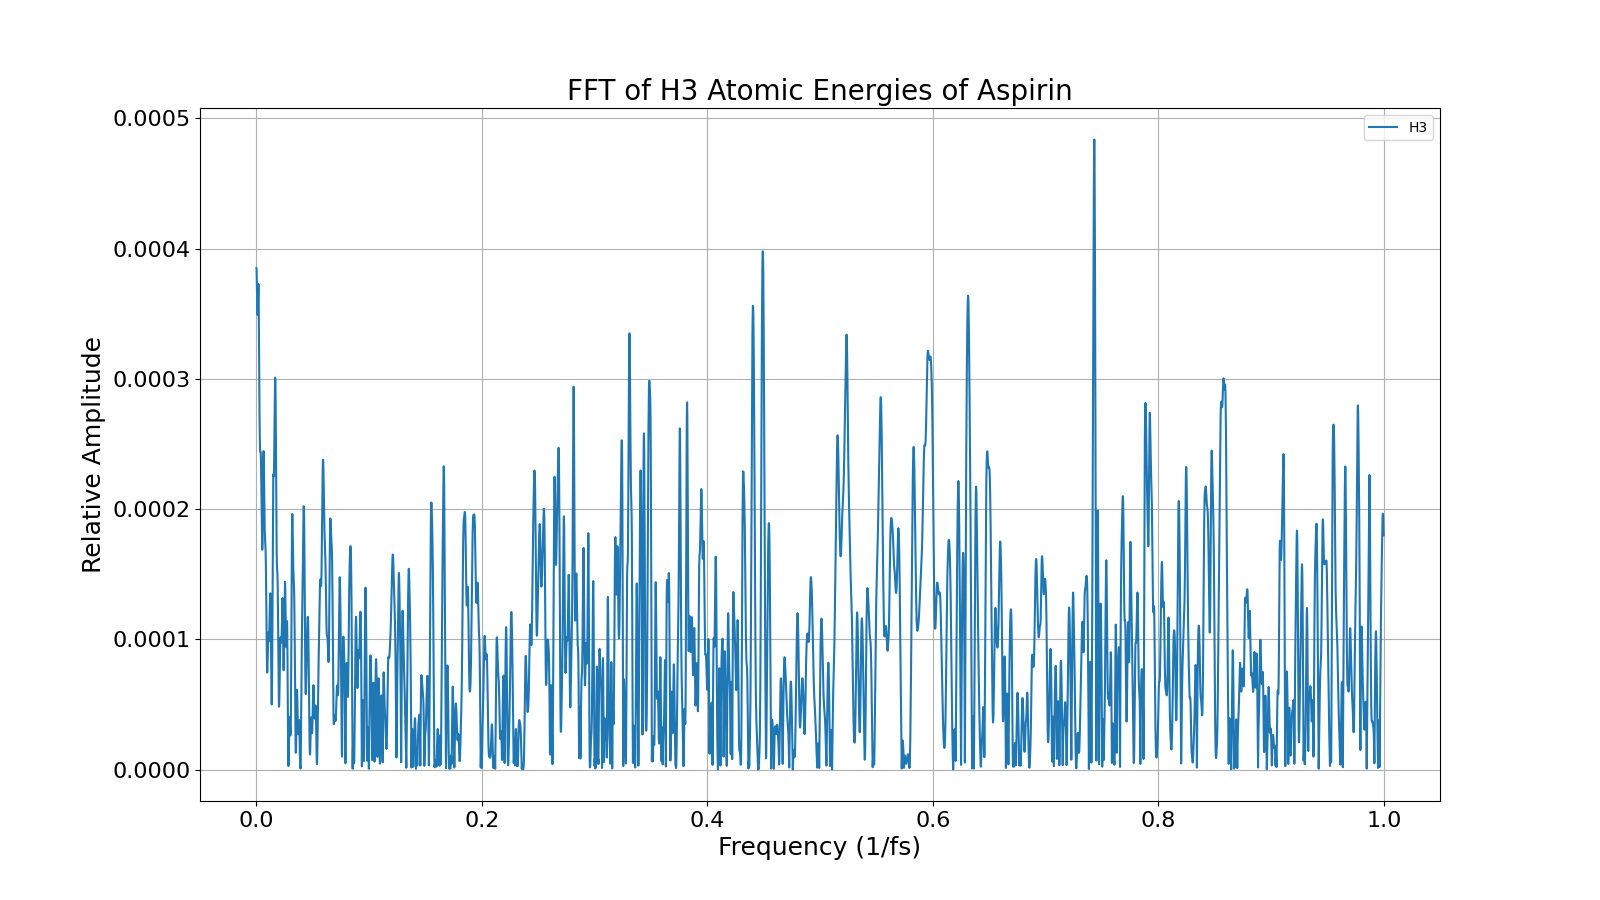 FFT of H3 Atomic Energies of Aspirin
H3
Relative Amplitude
0.0005
0.0004
0.0003
0.0002
0.0001
0.0000
0.0 0.2 0.4 0.6 0.8 1.0
Frequency (1/fs)